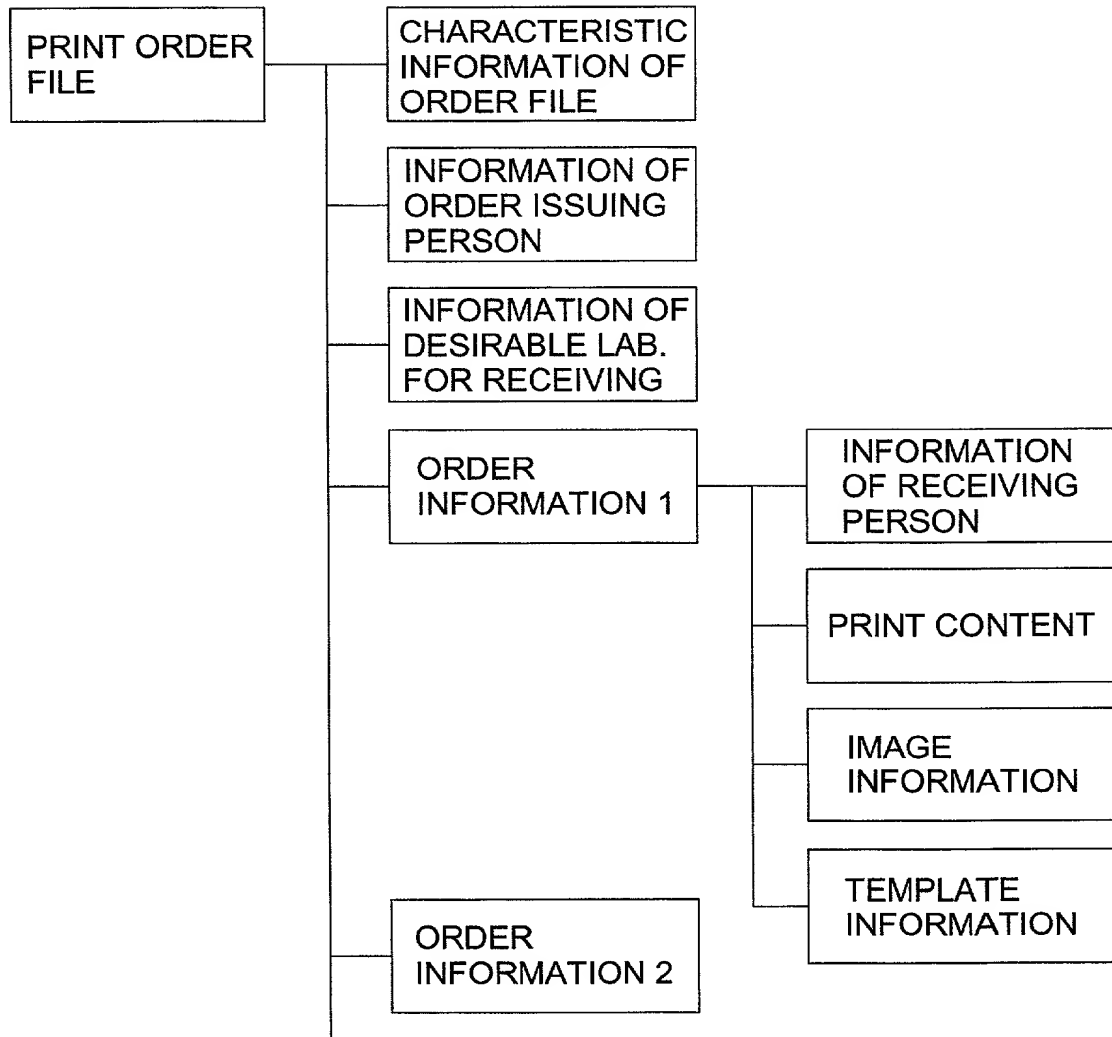 PRINT ORDER
FILE
CHARACTERISTIC
INFORMATION OF
ORDER FILE
INFORMATION OF
ORDER ISSUING
PERSON
INFORMATION OF
DESIRABLE LAB.
FOR RECEIVING
ORDER
INFORMATION 1
INFORMATION
OF RECEIVING
PERSON
PRINT CONTENT
IMAGE
INFORMATION
TEMPLATE
INFORMATION
ORDER
INFORMATION 2